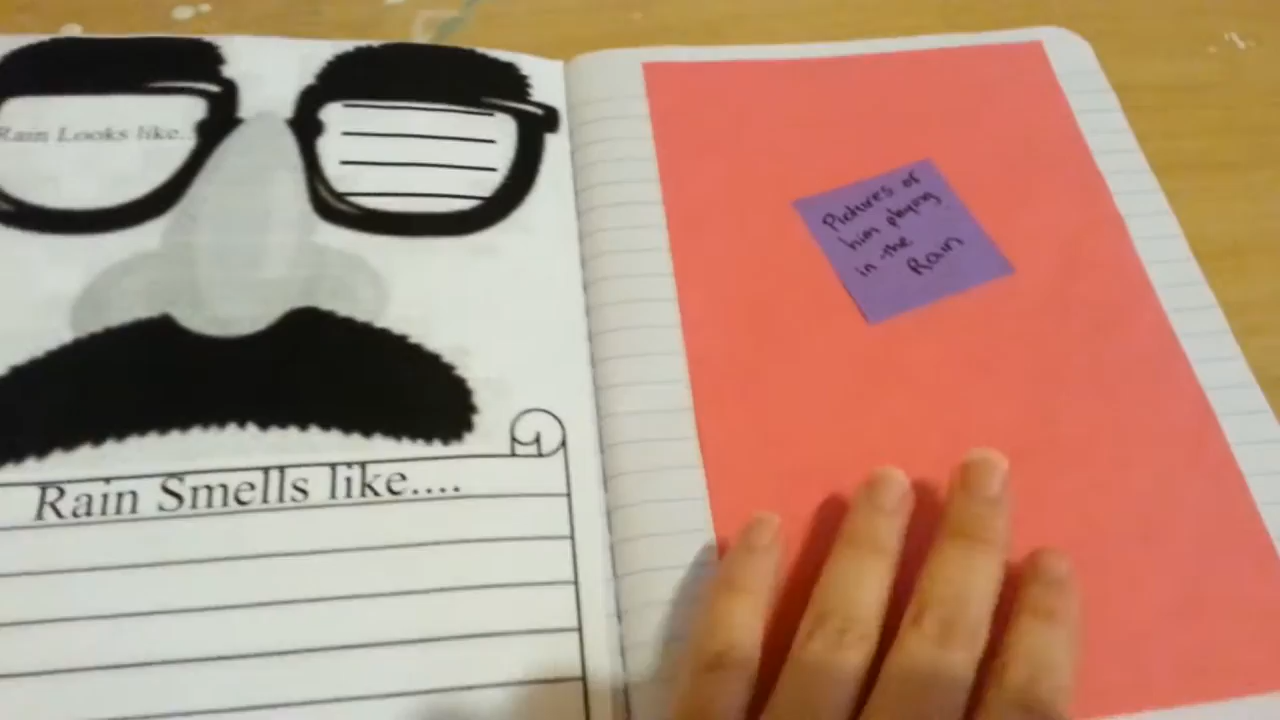 Rain Looks like..
Rain Smells like....
Pictures of
him playing
in the
Rain